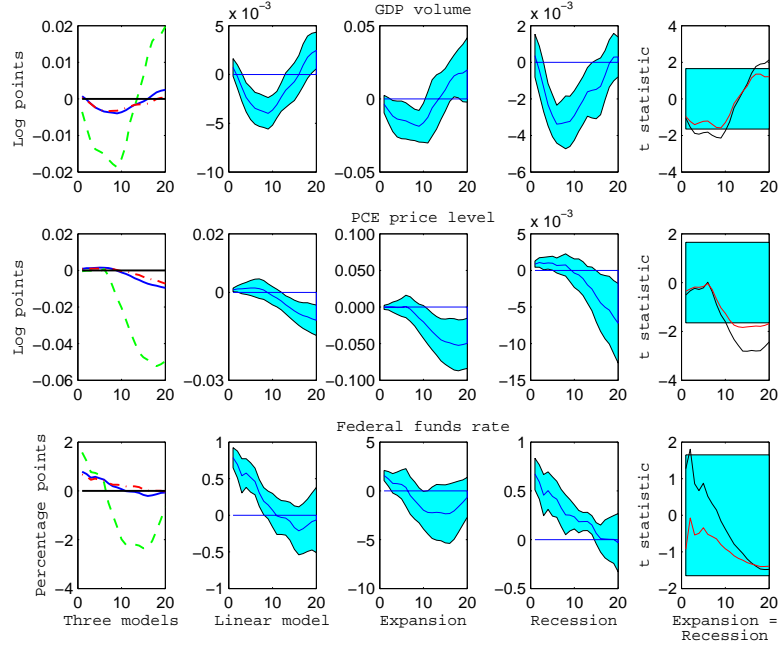 GDP volume
0.02
0.01
0
−0.01
−0.02
0 10 20
Log points
x 10⁻³
5
0
−5
−10
0 10 20
0.05
0
−0.05
0 10 20
x 10⁻³
2
0
−2
−4
−6
0 10 20
4
2
0
−2
−4
0 10 20
t statistic
PCE price level
0.02
0
−0.02
−0.04
−0.06
0 10 20
Log points
0.02
0
−0.03
0 10 20
0.100
0.050
0.000
−0.050
−0.100
0 10 20
x 10⁻³
5
0
−5
−10
−15
0 10 20
2
0
−2
−4
0 10 20
t statistic
Federal funds rate
2
0
−2
−4
0 10 20
Percentage points
Three models
1
0.5
0
−0.5
−1
0 10 20
Linear model
5
0
−5
−10
0 10 20
Expansion
1
0.5
0
−0.5
0 10 20
Recession
2
1
0
−1
−2
0 10 20
t statistic
Expansion =
Recession